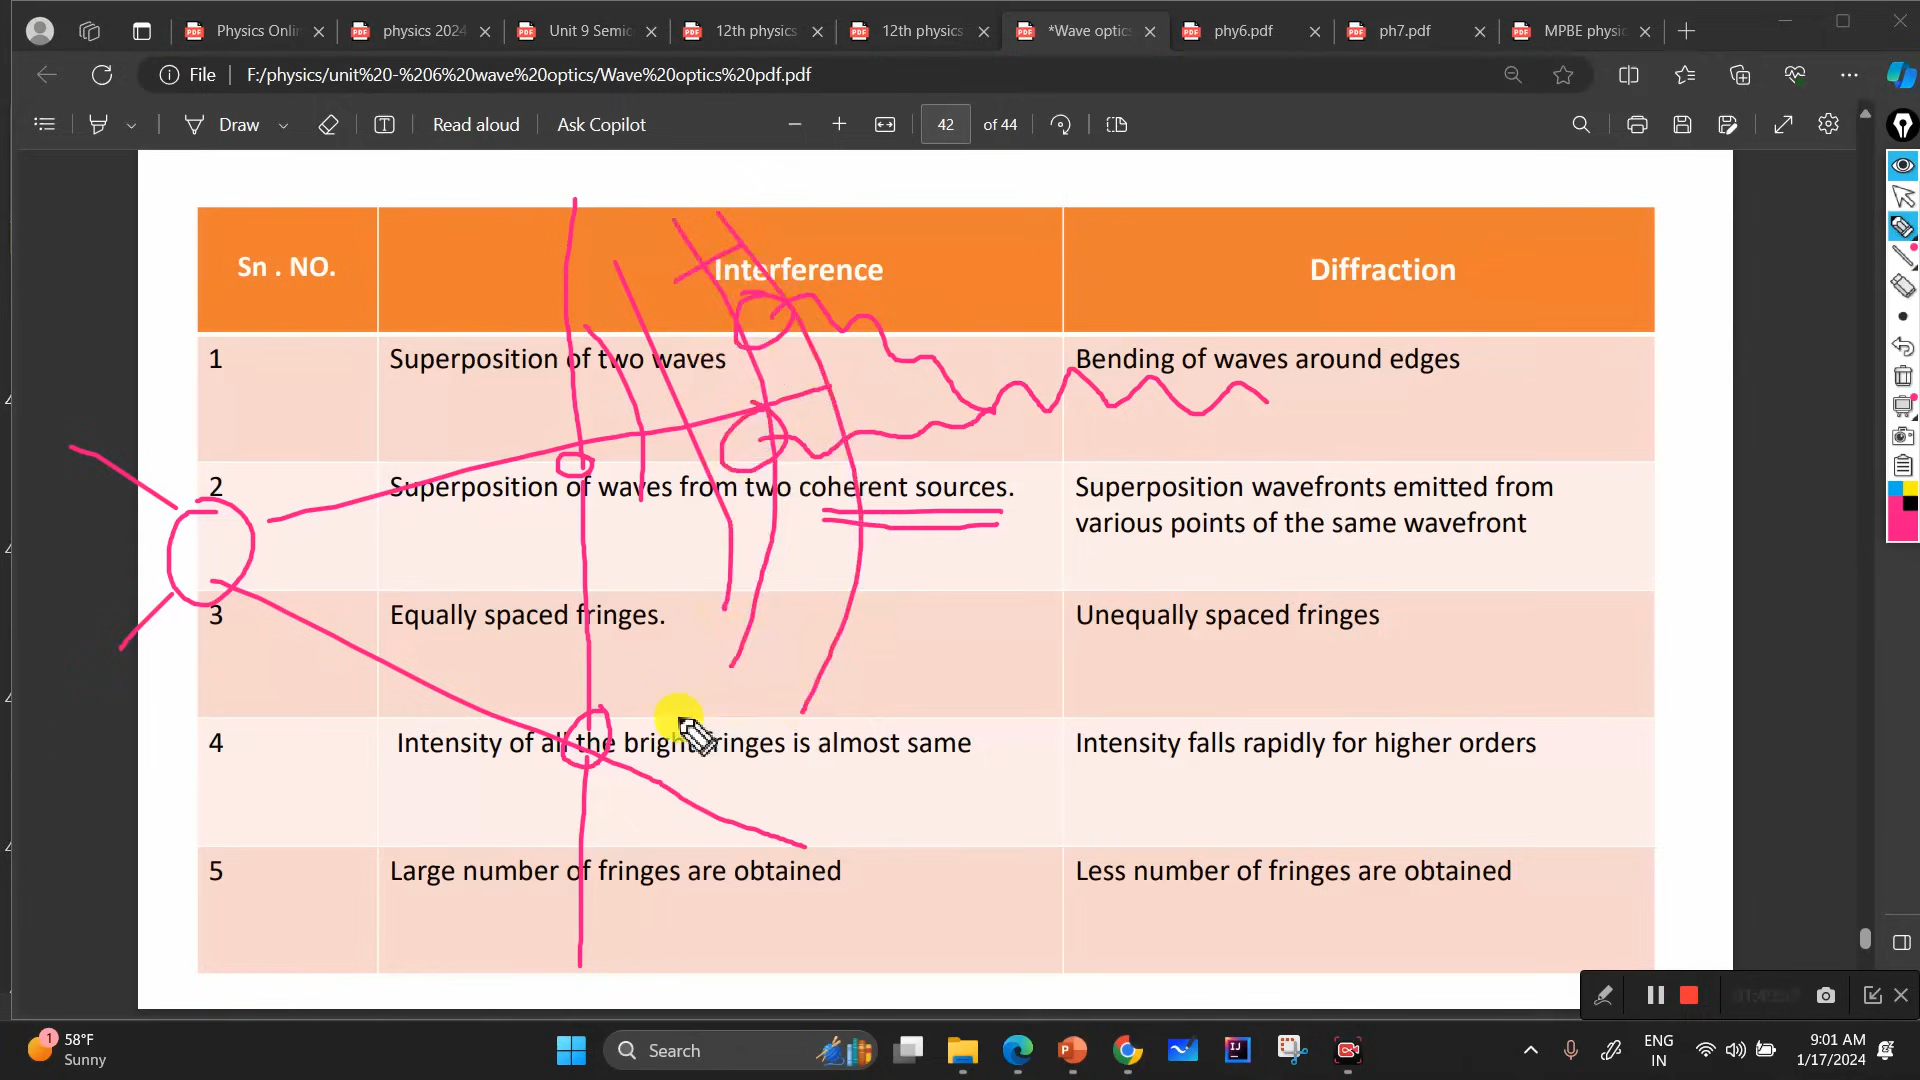 Physics Onlin
physics 2024
Unit 9 Semic
12th physics
12th physics
*Wave optic
phy6.pdf
ph7.pdf
MPBE physic
File
F:/physics/unit%20-%206%20wave%20optics/Wave%20optics%20pdf.pdf
Draw
Read aloud
Ask Copilot
42
of 44
Sn . NO.
Interference
Diffraction
1
Superposition of two waves
Bending of waves around edges
2
Superposition of waves from two coherent sources.
Superposition wavefronts emitted from
various points of the same wavefront
3
Equally spaced fringes.
Unequally spaced fringes
4
Intensity of all the bright fringes is almost same
Intensity falls rapidly for higher orders
5
Large number of fringes are obtained
Less number of fringes are obtained
1
58°F
Sunny
Search
ENG
IN
9:01 AM
1/17/2024